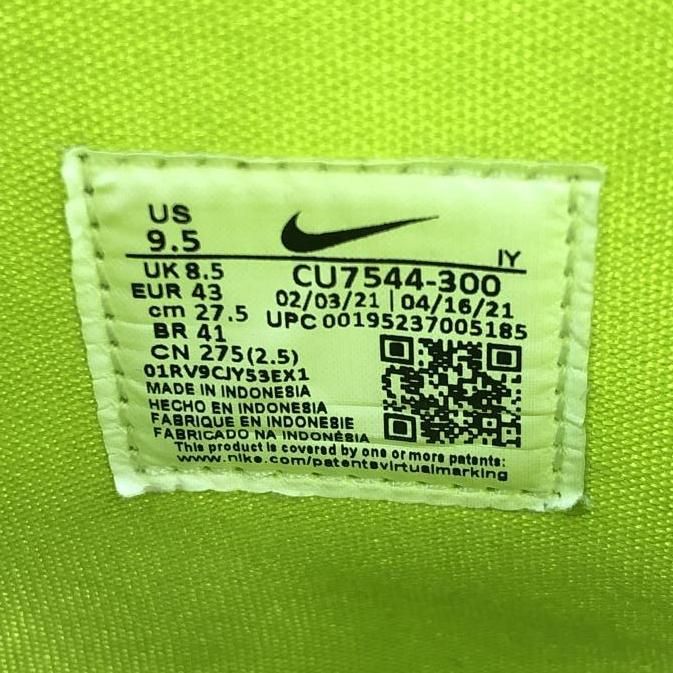 US
9.5
IY
UK 8.5
CU7544-300
EUR 43
02/03/21 | 04/16/21
cm 27.5
UPC 00195237005185
BR 41
CN 275(2.5)
01RV9CJY53EX1
MADE IN INDONESIA
HECHO EN INDONESIA
FABRIQUE EN INDONESIE
FABRICADO NA INDONÉSIA
This product is covered by one or more patents:
www.nike.com/patentsvirtualmarking